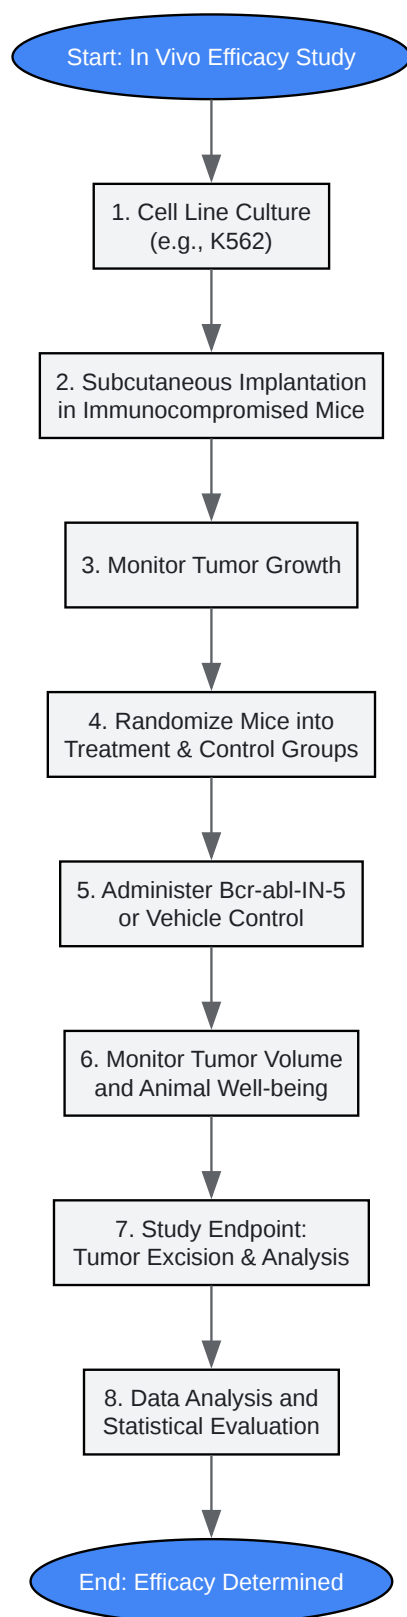 Start: In Vivo Efficacy Study
1. Cell Line Culture
(e.g., K562)
2. Subcutaneous Implantation
in Immunocompromised Mice
3. Monitor Tumor Growth
4. Randomize Mice into
Treatment & Control Groups
5. Administer Bcr-abl-IN-5
or Vehicle Control
6. Monitor Tumor Volume
and Animal Well-being
7. Study Endpoint:
Tumor Excision & Analysis
8. Data Analysis and
Statistical Evaluation
End: Efficacy Determined